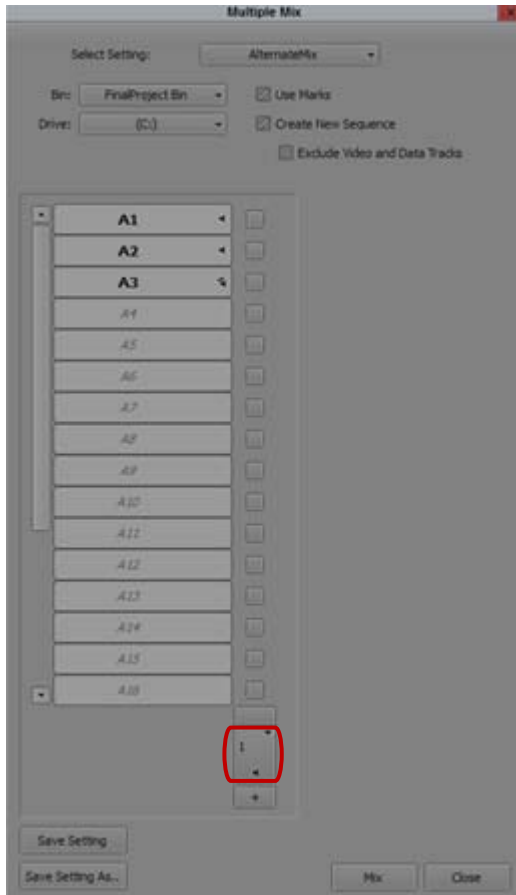 Multiple Mix
Select Setting: AlternateMix
Bin: FinalProject Bin Use Marks
Drive: (C:) Create New Sequence
Exclude Video and Data Tracks
A1
A2
A3
A4
A5
A6
A7
A8
A9
A10
A11
A12
A13
A14
A15
A16
1
+
Save Setting
Save Setting As... Mix Close